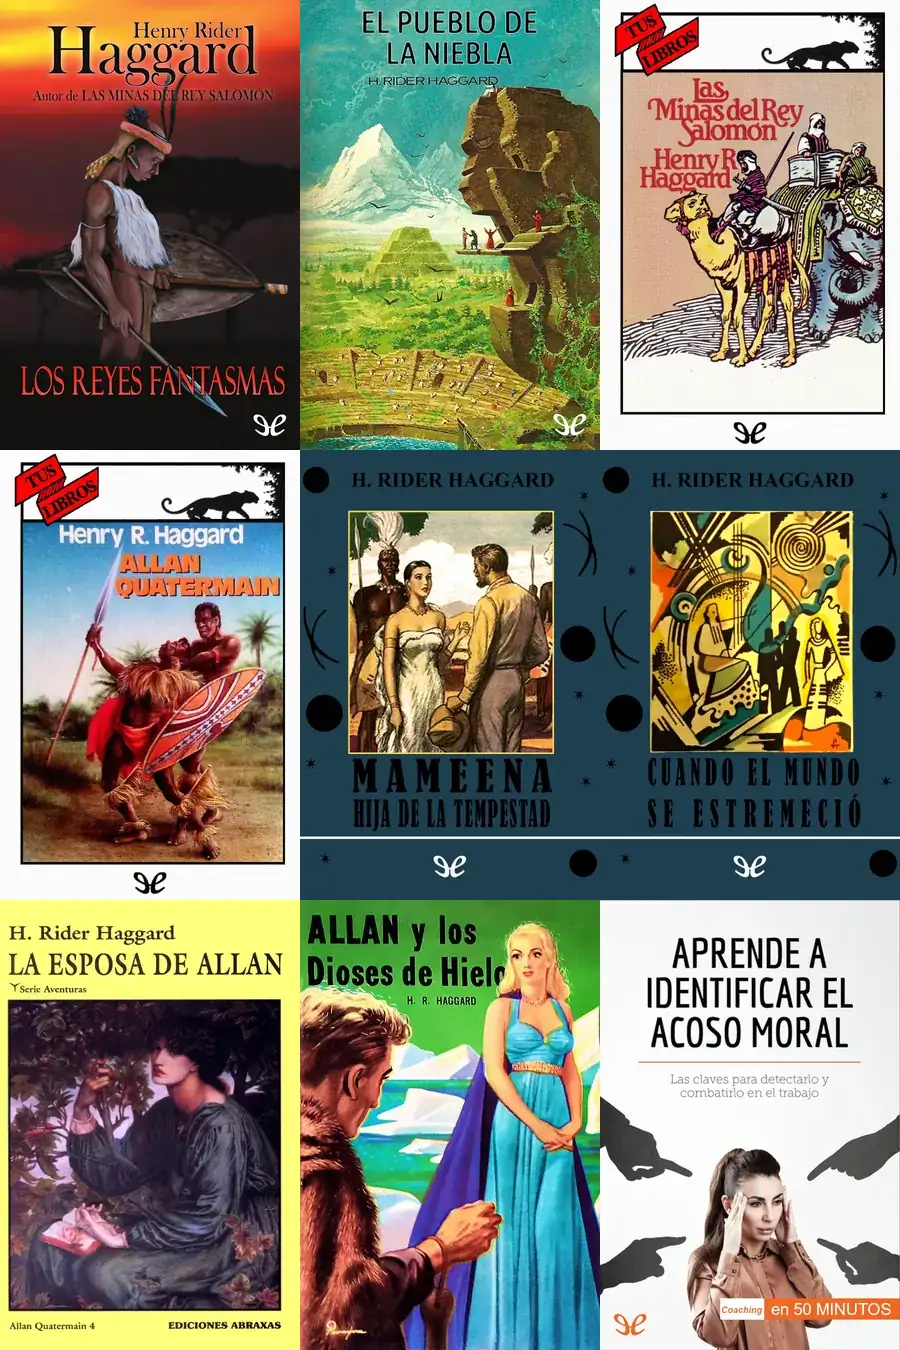 Henry Rider
Haggard
Autor de LAS MINAS DEL REY SALOMÓN
LOS REYES FANTASMAS
EL PUEBLO DE
LA NIEBLA
H. RIDER HAGGARD
TUS
LIBROS
Las
Minas del Rey
Salomón
Henry R.
Haggard
TUS
LIBROS
Henry R. Haggard
ALLAN
QUATERMAIN
H. RIDER HAGGARD
MAMEENA
HIJA DE LA TEMPESTAD
H. RIDER HAGGARD
CUANDO EL MUNDO
SE ESTREMECIÓ
H. Rider Haggard
LA ESPOSA DE ALLAN
Serie Aventuras
Allan Quatermain 4
EDICIONES ABRAXAS
ALLAN y los
Dioses de Hielo
H. R. HAGGARD
APRENDE A
IDENTIFICAR EL
ACOSO MORAL
Las claves para detectarlo y
combatirlo en el trabajo
Coaching en 50 MINUTOS